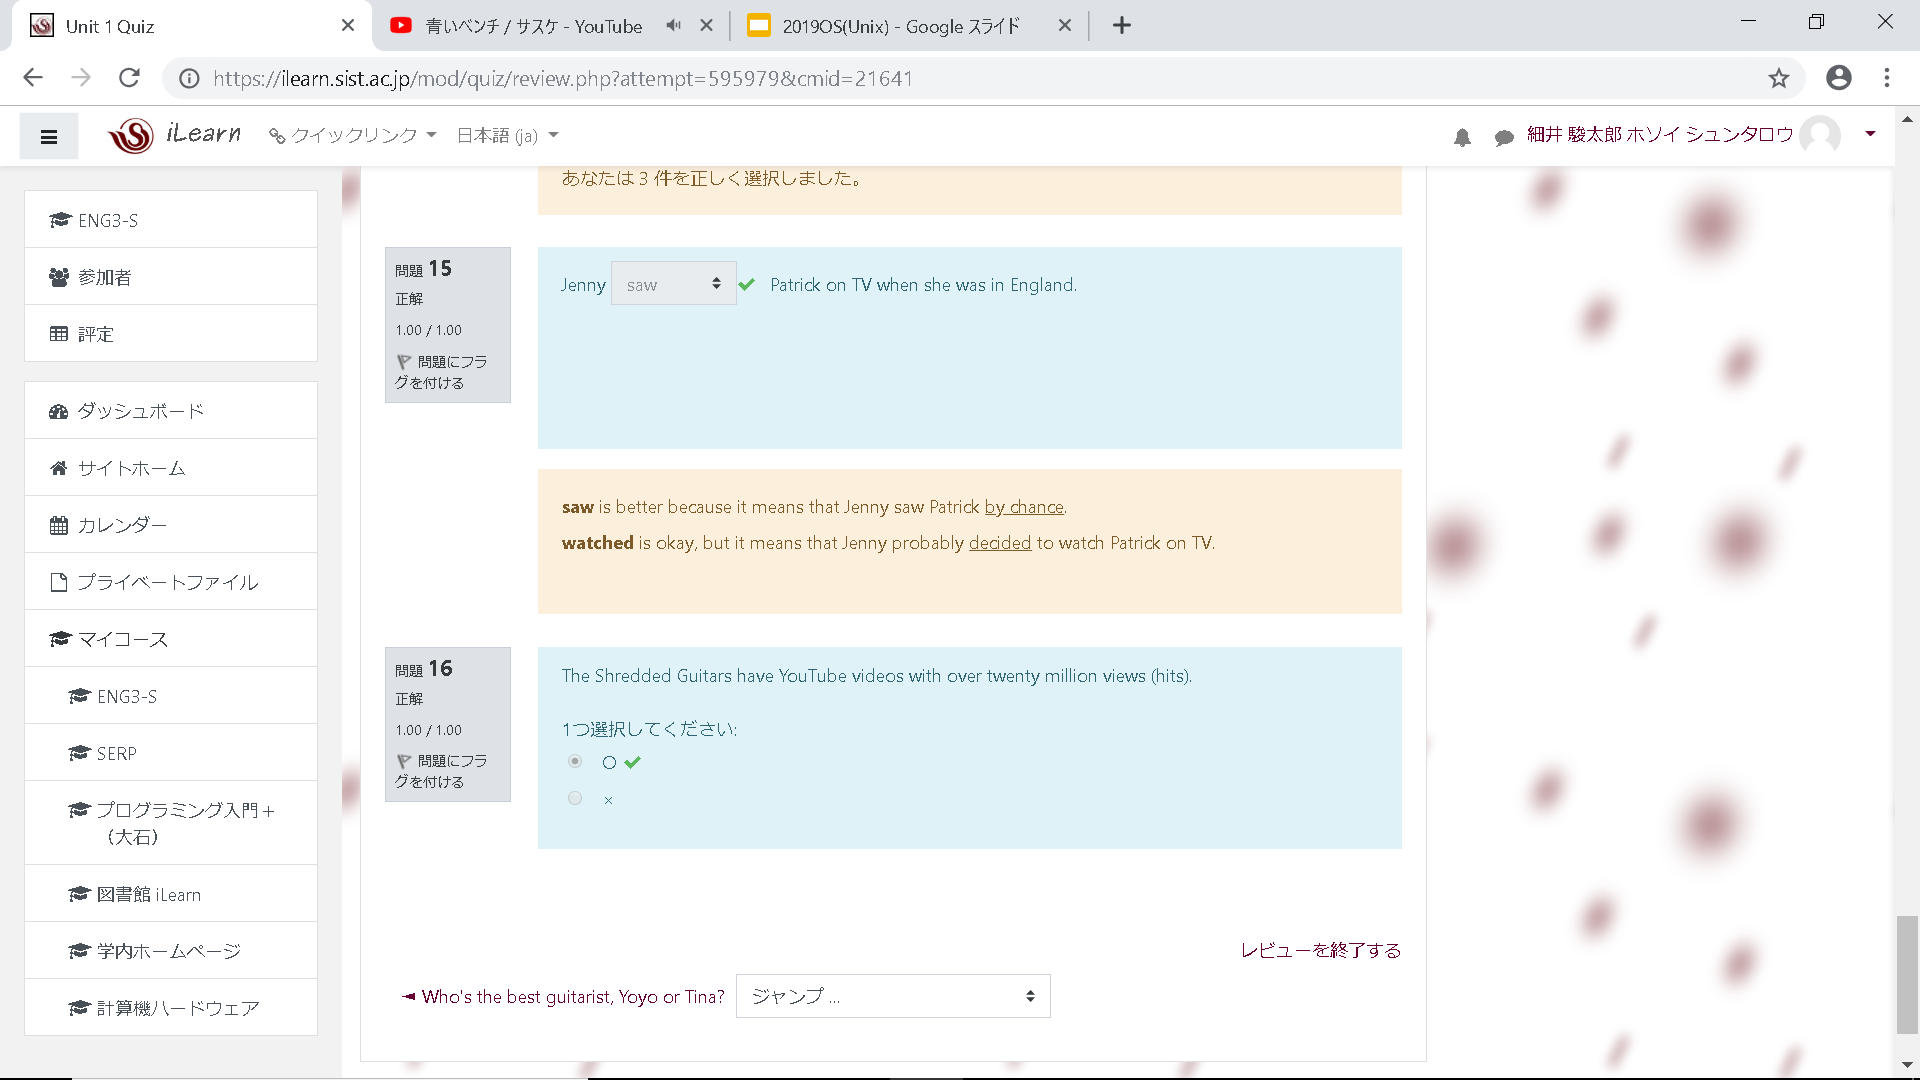 Unit 1 Quiz
青いベンチ / サスケ - YouTube
2019OS(Unix) - Google スライド
https://ilearn.sist.ac.jp/mod/quiz/review.php?attempt=595979&cmid=21641
iLearn
クイックリンク
日本語 (ja)
細井 駿太郎 ホソイ シュンタロウ
ENG3-S
参加者
評定
ダッシュボード
サイトホーム
カレンダー
プライベートファイル
マイコース
ENG3-S
SERP
プログラミング入門＋
（大石）
図書館 iLearn
学内ホームページ
計算機ハードウェア
あなたは 3 件を正しく選択しました。
問題 15
正解
1.00 / 1.00
問題にフラ
グを付ける
Jenny saw Patrick on TV when she was in England.
saw is better because it means that Jenny saw Patrick by chance.
watched is okay, but it means that Jenny probably decided to watch Patrick on TV.
問題 16
正解
1.00 / 1.00
問題にフラ
グを付ける
The Shredded Guitars have YouTube videos with over twenty million views (hits).
1つ選択してください:
○
×
レビューを終了する
◄ Who's the best guitarist, Yoyo or Tina?
ジャンプ ...